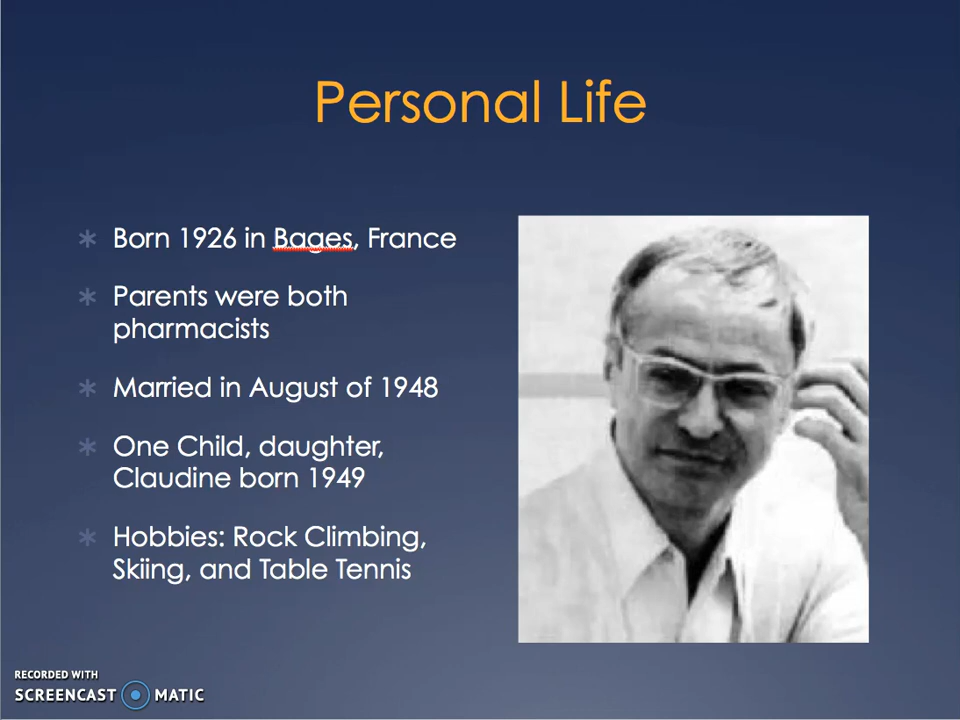 Personal Life
Born 1926 in Bages, France
Parents were both
pharmacists
Married in August of 1948
One Child, daughter,
Claudine born 1949
Hobbies: Rock Climbing,
Skiing, and Table Tennis
RECORDED WITH
SCREENCAST MATIC